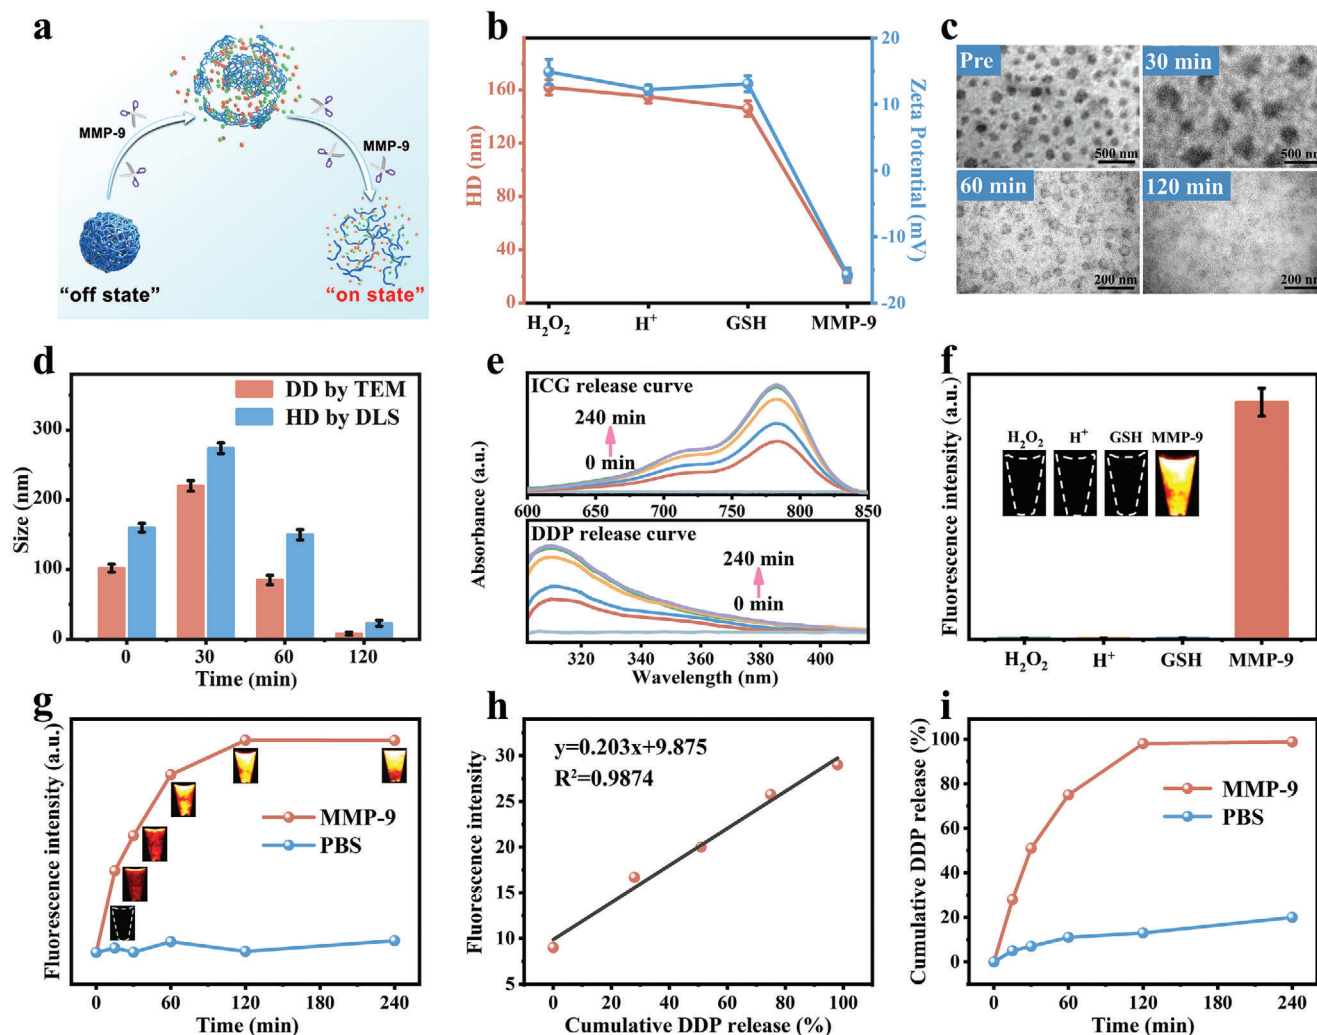 a
MMP-9
MMP-9
“off state”
“on state”
b
HD (nm)
160
120
80
40
0
20
10
0
-10
-20
Zeta Potential (mV)
H₂O₂
H⁺
GSH
MMP-9
c
Pre
500 nm
30 min
500 nm
60 min
200 nm
120 min
200 nm
d
DD by TEM
HD by DLS
Size (nm)
300
200
100
0
0
30
60
120
Time (min)
e
ICG release curve
240 min
0 min
600
650
700
750
800
850
Absorbance (a.u.)
DDP release curve
240 min
0 min
320
340
360
380
400
Wavelength (nm)
f
Fluorescence intensity (a.u.)
H₂O₂
H⁺
GSH
MMP-9
H₂O₂
H⁺
GSH
MMP-9
g
Fluorescence intensity (a.u.)
MMP-9
PBS
0
60
120
180
240
Time (min)
h
Fluorescence intensity
y=0.203x+9.875
R²=0.9874
30
25
20
15
10
5
0
20
40
60
80
100
Cumulative DDP release (%)
i
Cumulative DDP release (%)
100
80
60
40
20
0
MMP-9
PBS
0
60
120
180
240
Time (min)